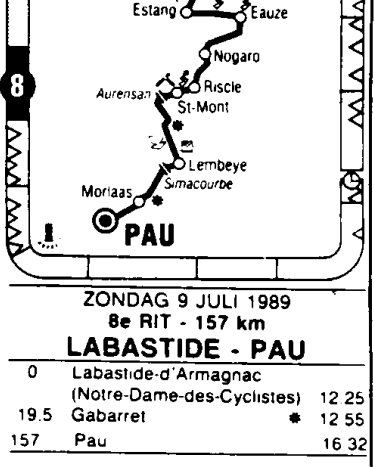 Estang
Eauze
Nogaro
8
Aurensan
Riscle
St-Mont
Lembeye
Simacourbe
Morlaas
PAU
ZONDAG 9 JULI 1989
8e RIT - 157 km
LABASTIDE - PAU
0 Labastide-d'Armagnac
(Notre-Dame-des-Cyclistes) 12.25
19.5 Gabarret * 12 55
157 Pau 16 32